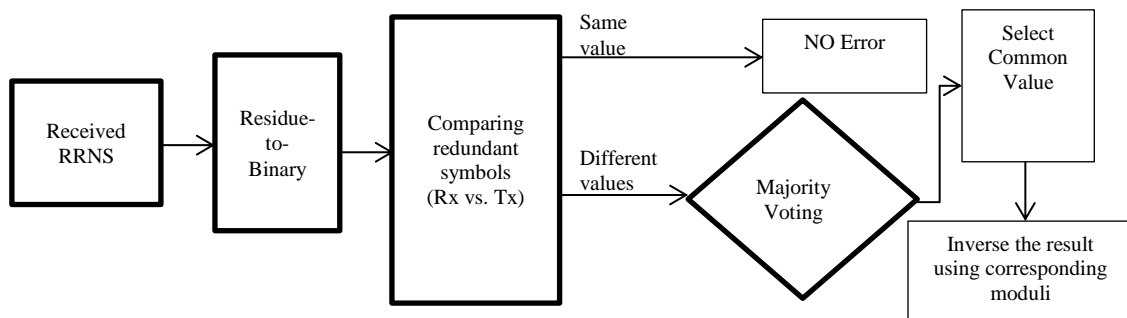 Received
RRNS
Residue-
to-
Binary
Comparing
redundant
symbols
(Rx vs. Tx)
Same
value
NO Error
Different
values
Majority
Voting
Select
Common
Value
Inverse the result
using corresponding
moduli